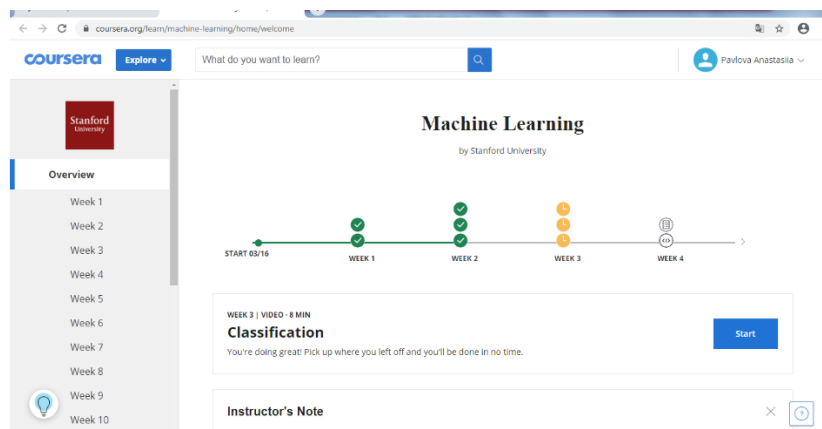 coursera.org/learn/machine-learning/home/welcome
coursera
Explore
What do you want to learn?
Pavlova Anastasiia
Stanford
University
Overview
Week 1
Week 2
Week 3
Week 4
Week 5
Week 6
Week 7
Week 8
Week 9
Week 10
Machine Learning
by Stanford University
START 03/16
WEEK 1
WEEK 2
WEEK 3
WEEK 4
WEEK 3 | VIDEO · 8 MIN
Classification
You're doing great! Pick up where you left off and you'll be done in no time.
Start
Instructor's Note